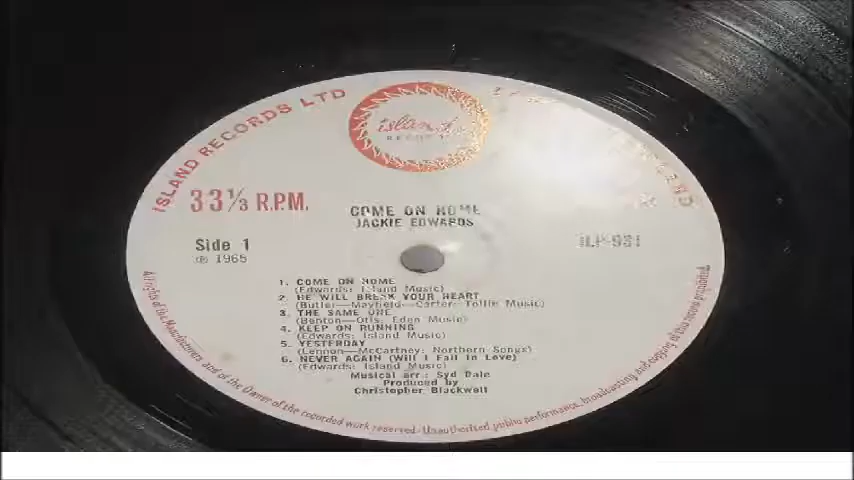 ISLAND RECORDS LTD
island
RECORDS
33⅓ R.P.M.
COME ON HOME
JACKIE EDWARDS
Side 1
℗ 1965
ILP-931
1. COME ON HOME
(Edwards: Island Music)
2. HE WILL BREAK YOUR HEART
(Butler—Mayfield—Carter: Tollie Music)
3. THE SAME ONE
(Benton—Otis. Eden Music)
4. KEEP ON RUNNING
(Edwards: Island Music)
5. YESTERDAY
(Lennon—McCartney: Northern Songs)
6. NEVER AGAIN (Will I Fall in Love)
(Edwards: Island Music)
Musical arr : Syd Dale
Produced by
Christopher Blackwell
All rights of the Manufacturers and of the Owner of the recorded work reserved - Unauthorised public performance, broadcasting and copying of this record prohibited.